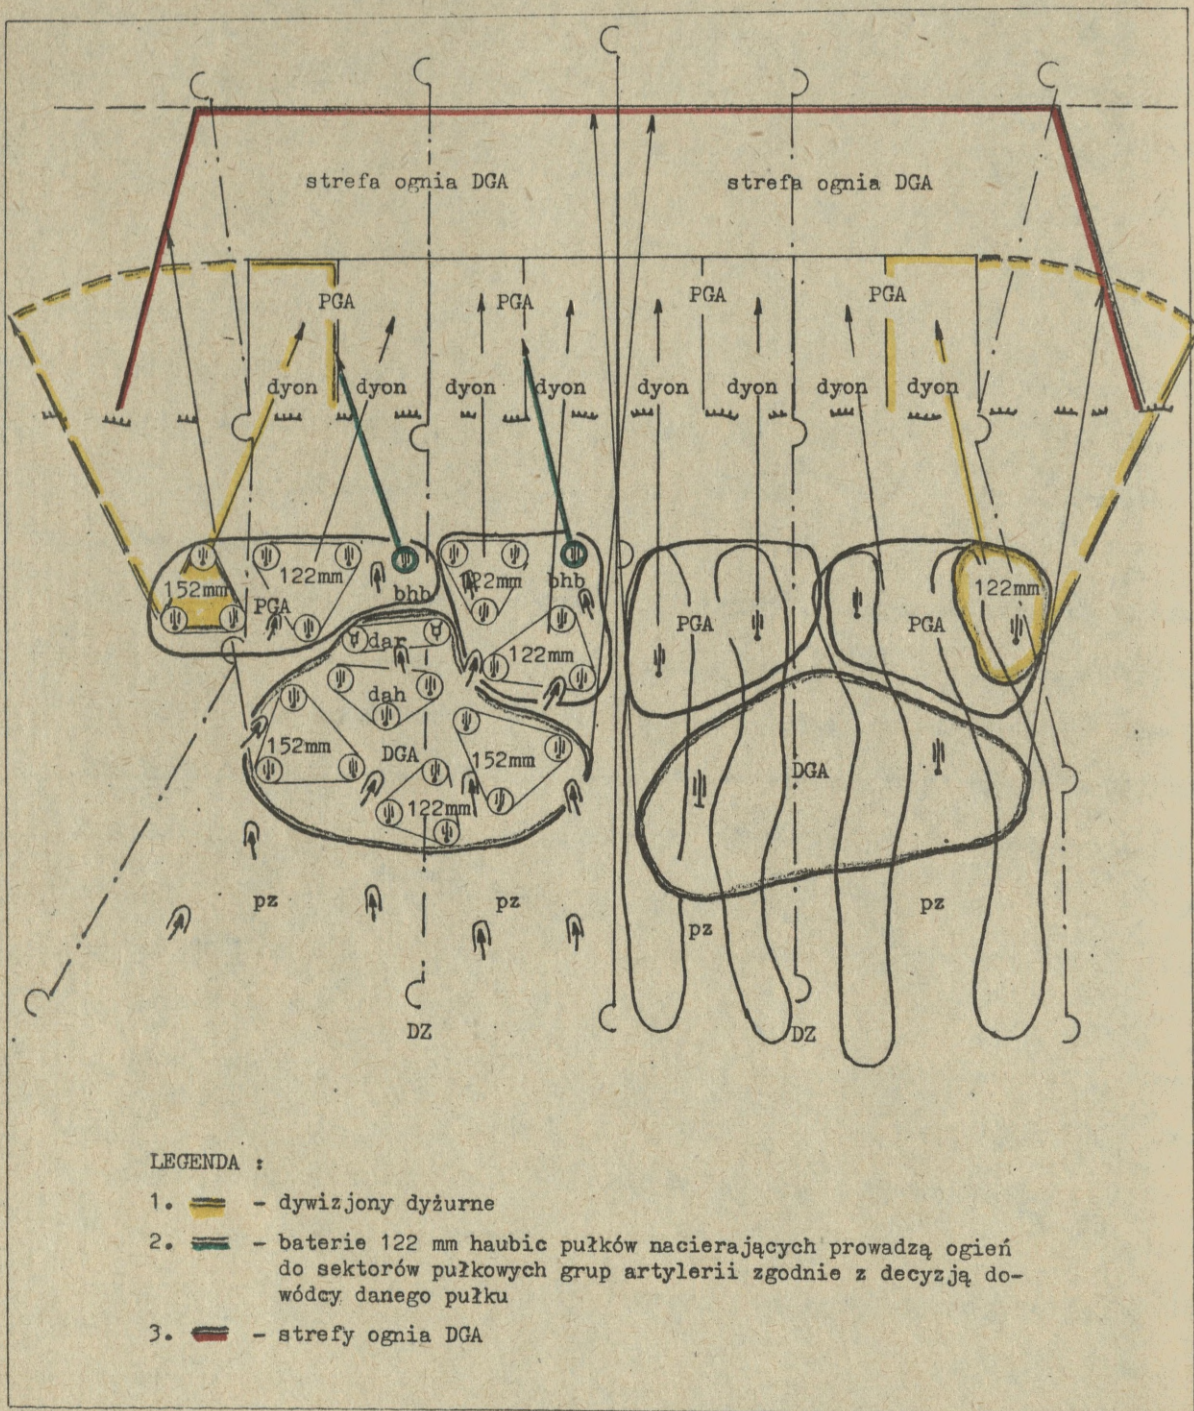 strefa ognia DGA strefa ognia DGA
PGA PGA PGA PGA
dyon dyon dyon dyon dyon dyon dyon dyon
152mm 122mm 122mm bhb 122mm
PGA bhb PGA PGA
dar 122mm
dah
152mm DGA 152mm DGA
122mm
pz pz pz pz
DZ DZ
LEGENDA :
1. - dywizjony dyżurne
2. - baterie 122 mm haubic pułków nacierających prowadzą ogień
do sektorów pułkowych grup artylerii zgodnie z decyzją do-
wódcy danego pułku
3. - strefy ognia DGA